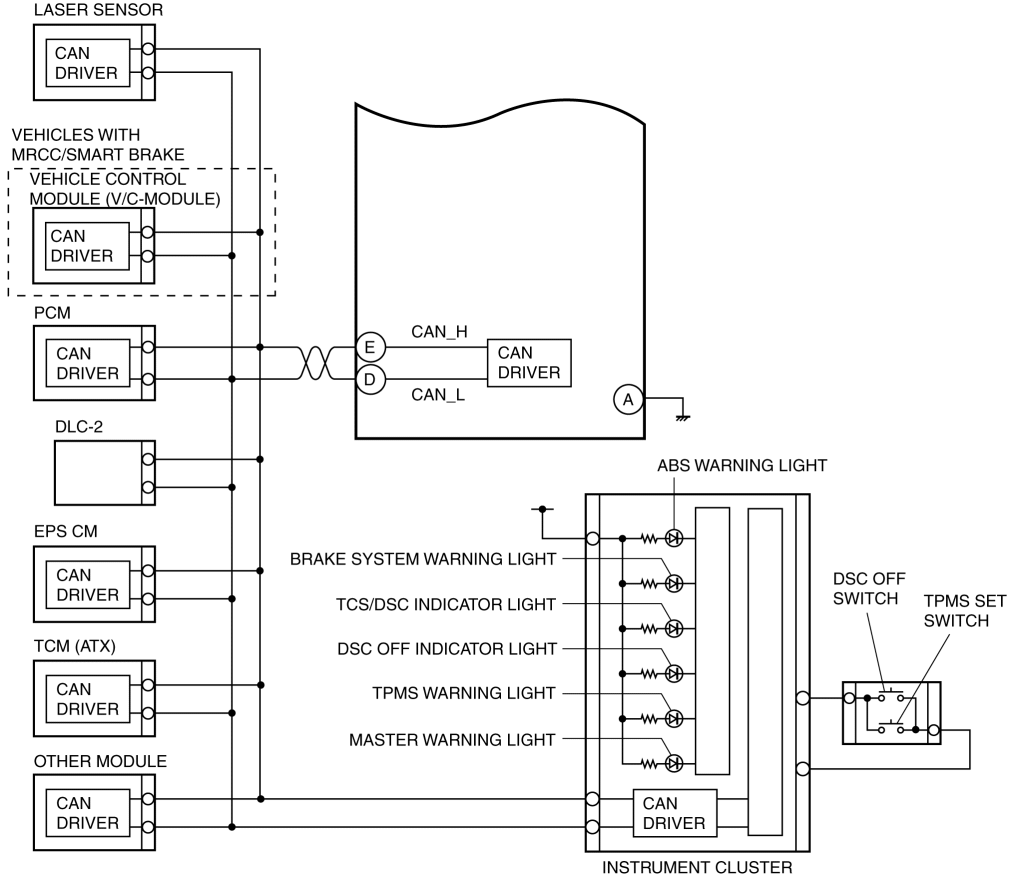 LASER SENSOR
CAN
DRIVER
VEHICLES WITH
MRCC/SMART BRAKE
VEHICLE CONTROL
MODULE (V/C-MODULE)
CAN
DRIVER
PCM
CAN
DRIVER
E
CAN_H
CAN
DRIVER
D
CAN_L
A
DLC-2
EPS CM
CAN
DRIVER
TCM (ATX)
CAN
DRIVER
OTHER MODULE
CAN
DRIVER
ABS WARNING LIGHT
BRAKE SYSTEM WARNING LIGHT
TCS/DSC INDICATOR LIGHT
DSC OFF INDICATOR LIGHT
TPMS WARNING LIGHT
MASTER WARNING LIGHT
CAN
DRIVER
INSTRUMENT CLUSTER
DSC OFF
SWITCH
TPMS SET
SWITCH